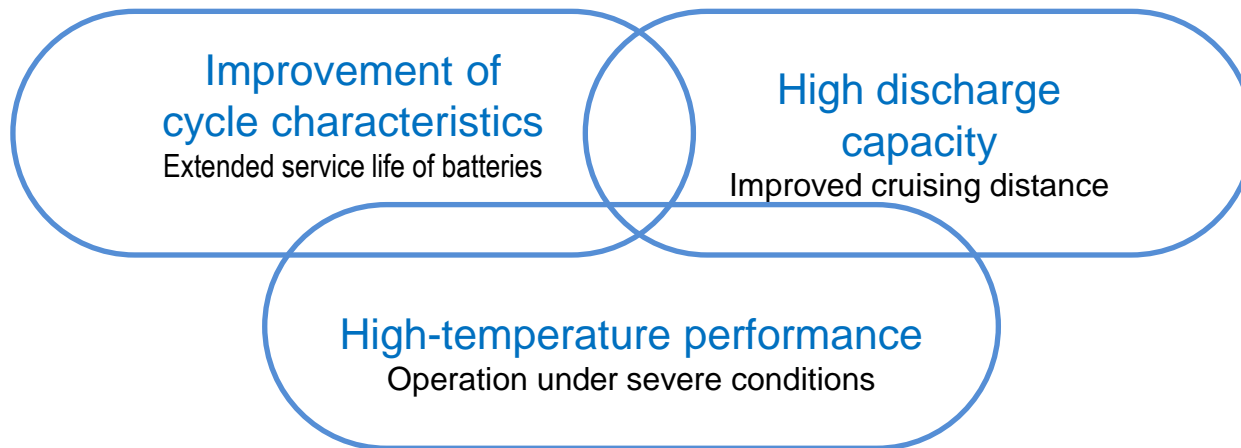 Improvement of
cycle characteristics
Extended service life of batteries
High discharge
capacity
Improved cruising distance
High-temperature performance
Operation under severe conditions